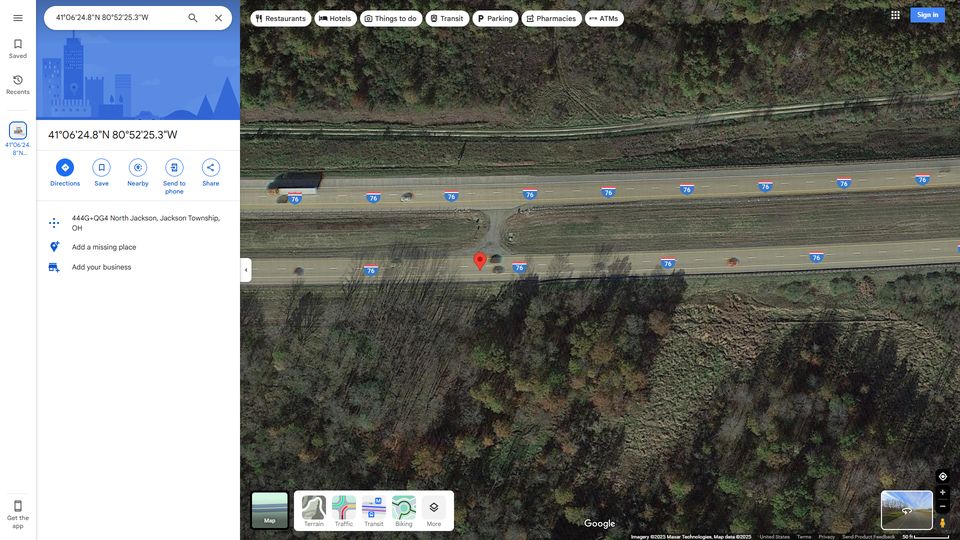 41°06'24.8"N 80°52'25.3"W
Restaurants
Hotels
Things to do
Transit
Parking
Pharmacies
ATMs
Sign in
Saved
Recents
41°06'24.
8"N...
41°06'24.8"N 80°52'25.3"W
Directions
Save
Nearby
Send to
phone
Share
444G+QG4 North Jackson, Jackson Township,
OH
Add a missing place
Add your business
76
76
76
76
76
76
76
76
76
76
76
76
Get the
app
Map
Terrain
Traffic
Transit
Biking
More
Google
Imagery ©2025 Maxar Technologies, Map data ©2025
United States
Terms
Privacy
Send Product Feedback
50 ft